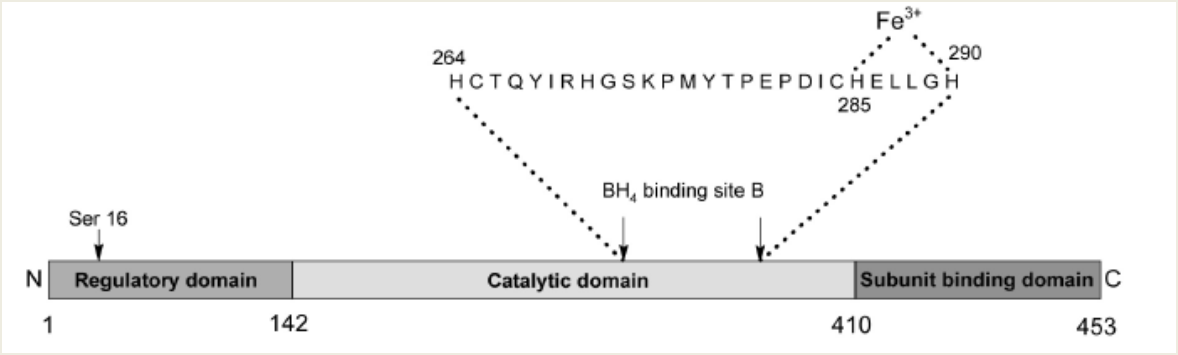 Fe³⁺
264
290
HCTQYIRHGSKPMYTPEPDICHELLGH
285
BH₄ binding site B
Ser 16
N Regulatory domain Catalytic domain Subunit binding domain C
1 142 410 453